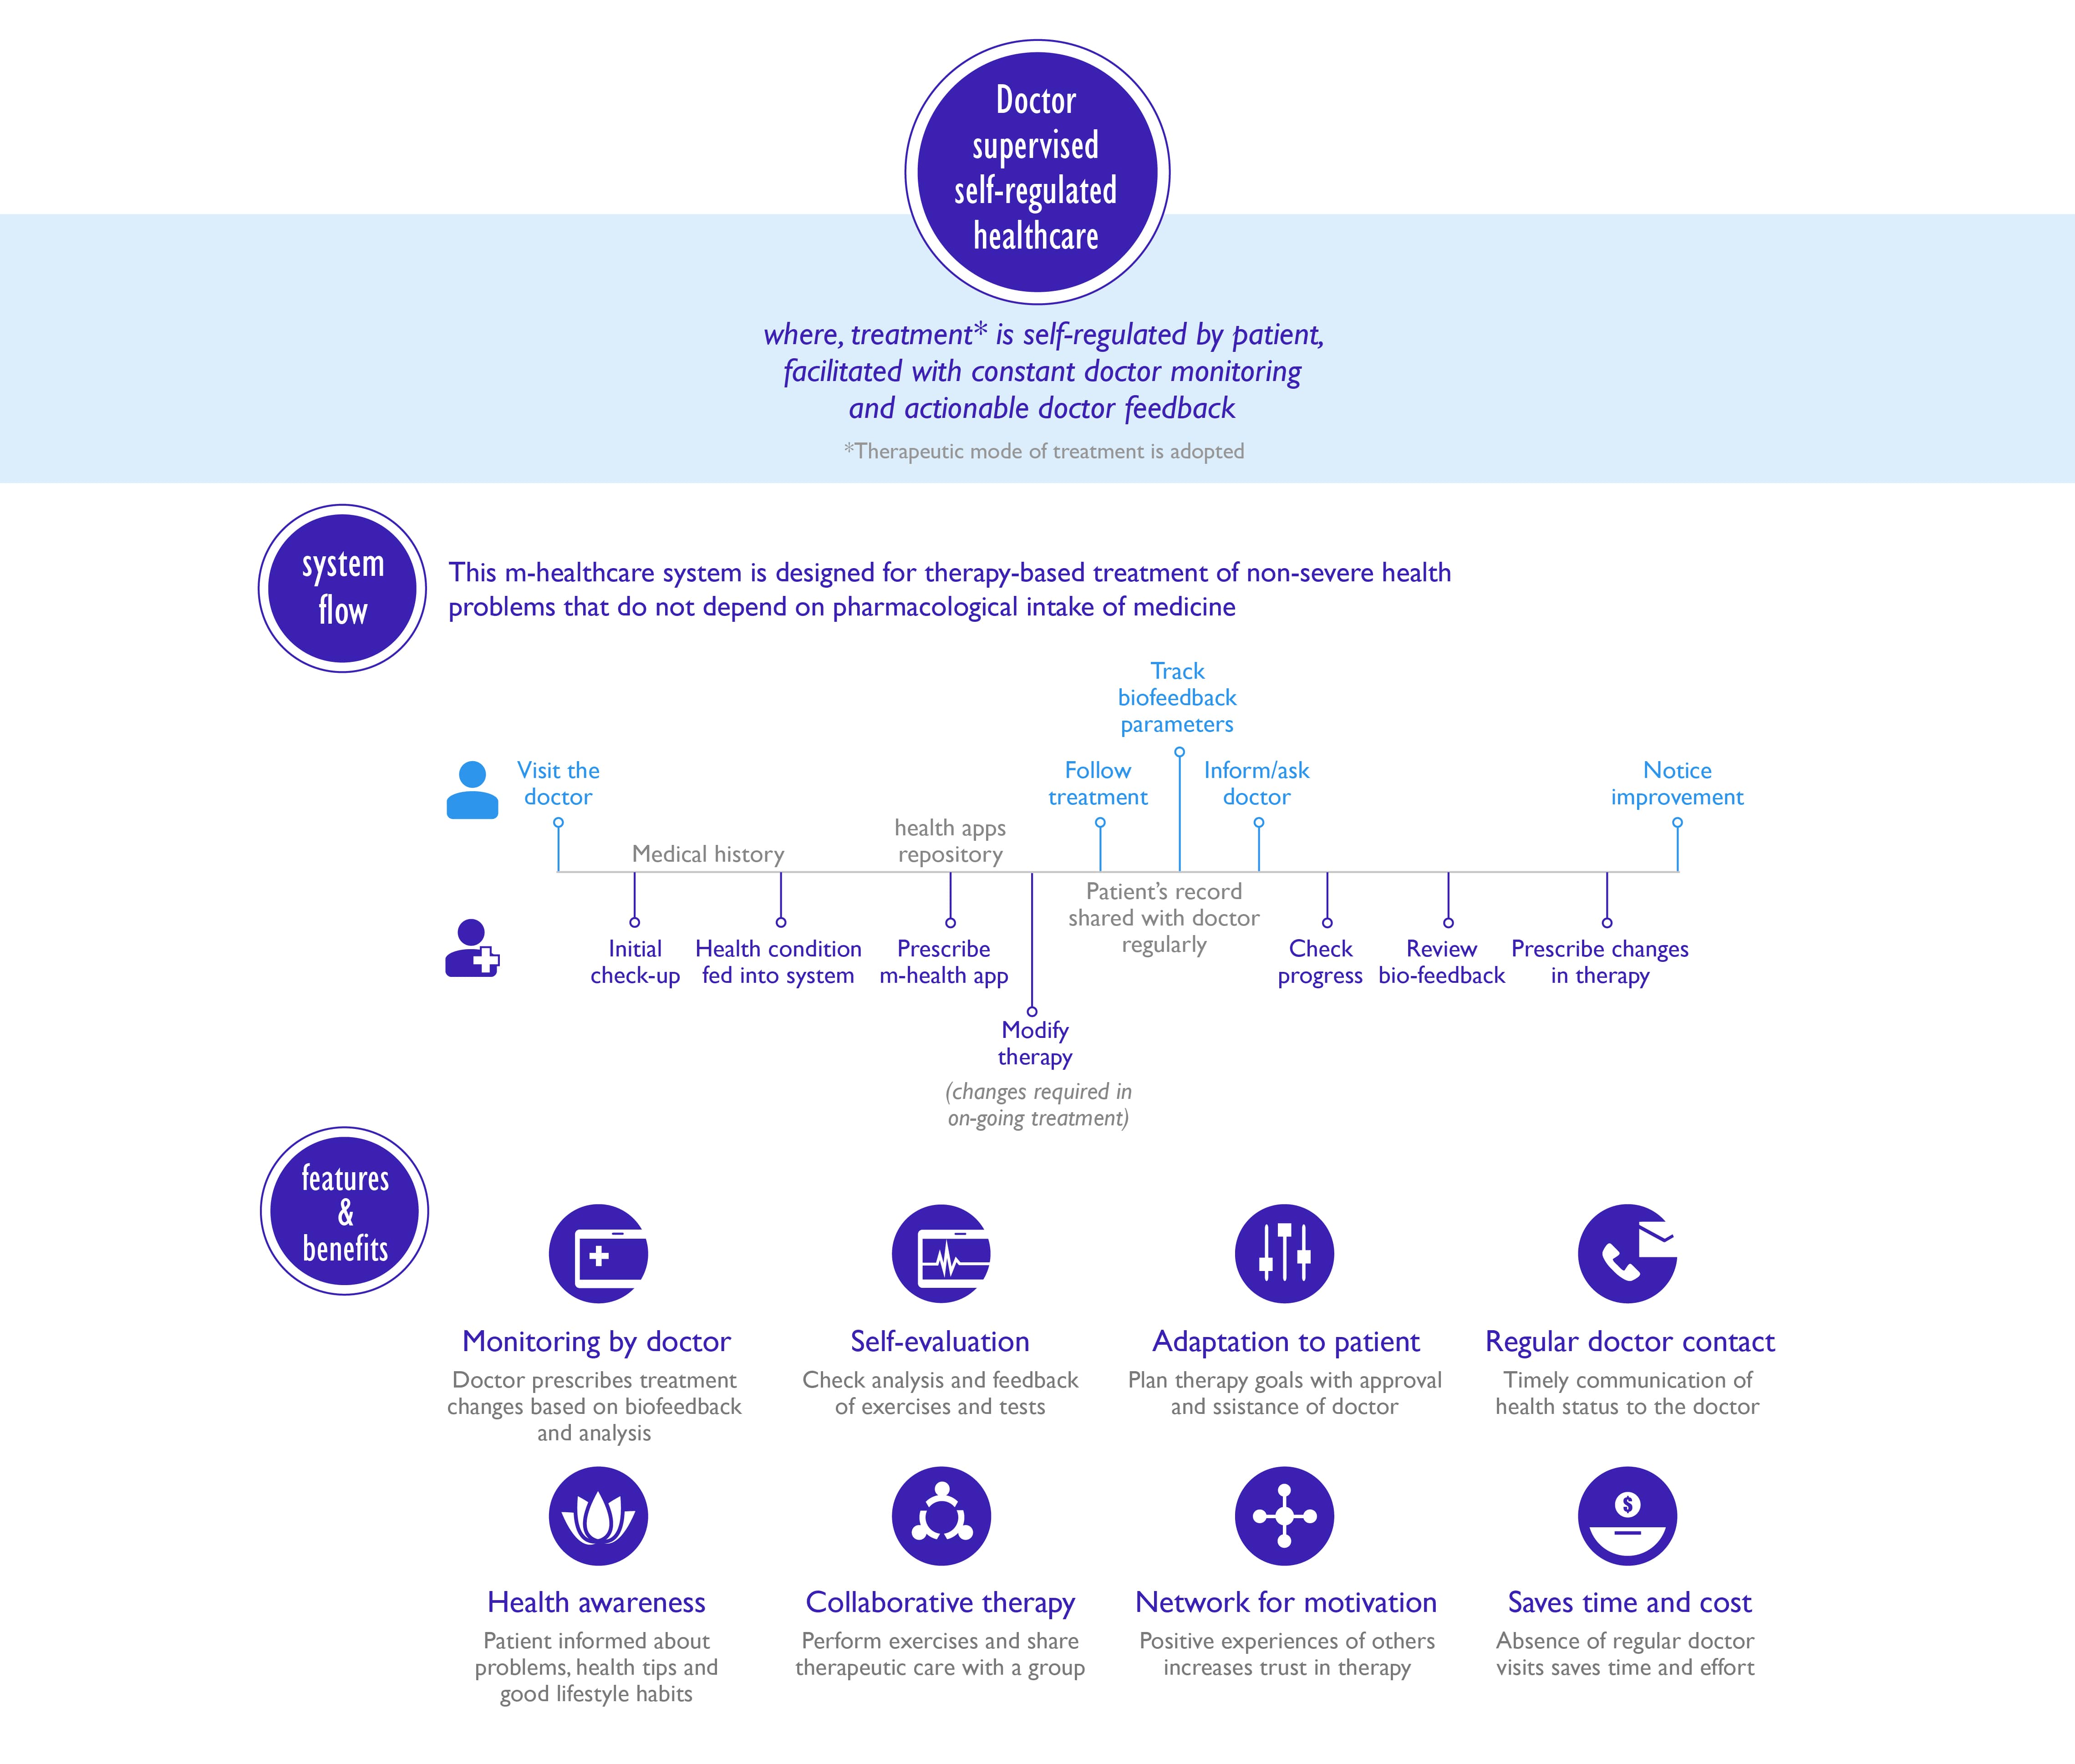 Doctor
supervised
self-regulated
healthcare
where, treatment* is self-regulated by patient,
facilitated with constant doctor monitoring
and actionable doctor feedback
*Therapeutic mode of treatment is adopted
system
flow
This m-healthcare system is designed for therapy-based treatment of non-severe health
problems that do not depend on pharmacological intake of medicine
Visit the
doctor
Follow
treatment
Track
biofeedback
parameters
Inform/ask
doctor
Notice
improvement
Medical history
health apps
repository
Patient's record
shared with doctor
regularly
Initial
check-up
Health condition
fed into system
Prescribe
m-health app
Modify
therapy
(changes required in
on-going treatment)
Check
progress
Review
bio-feedback
Prescribe changes
in therapy
features
&
benefits
Monitoring by doctor
Doctor prescribes treatment
changes based on biofeedback
and analysis
Self-evaluation
Check analysis and feedback
of exercises and tests
Adaptation to patient
Plan therapy goals with approval
and ssistance of doctor
Regular doctor contact
Timely communication of
health status to the doctor
Health awareness
Patient informed about
problems, health tips and
good lifestyle habits
Collaborative therapy
Perform exercises and share
therapeutic care with a group
Network for motivation
Positive experiences of others
increases trust in therapy
$
Saves time and cost
Absence of regular doctor
visits saves time and effort